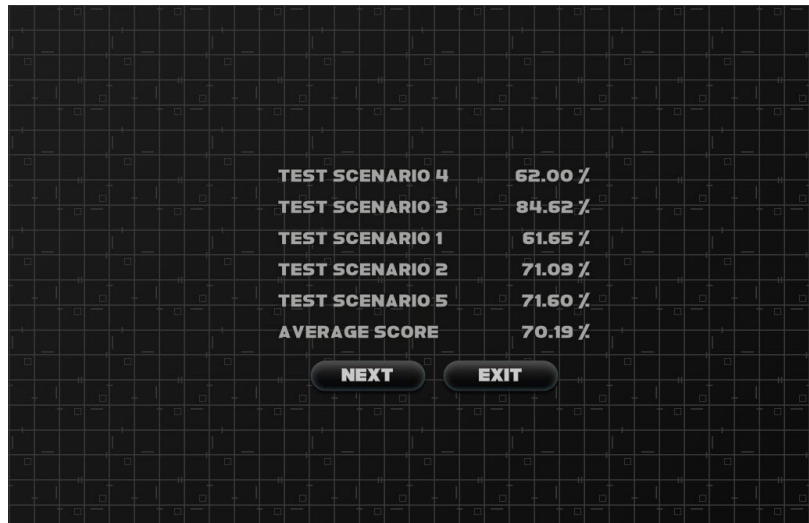 TEST SCENARIO 4 62.00 %
TEST SCENARIO 3 84.62 %
TEST SCENARIO 1 61.65 %
TEST SCENARIO 2 71.09 %
TEST SCENARIO 5 71.60 %
AVERAGE SCORE 70.19 %
NEXT EXIT